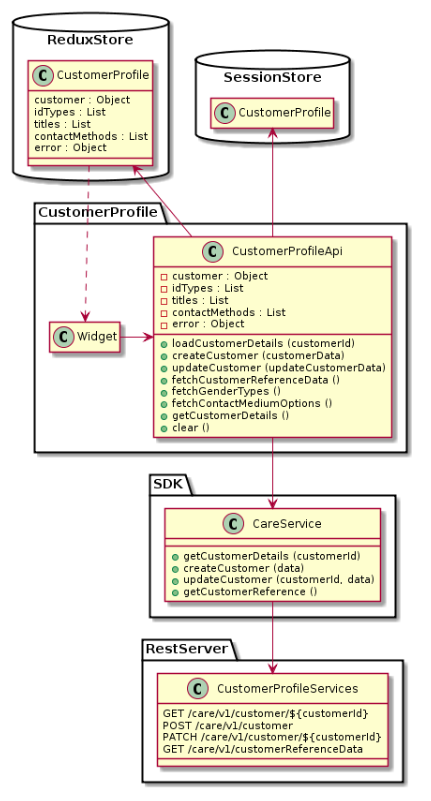 ReduxStore
C CustomerProfile
customer : Object
idTypes : List
titles : List
contactMethods : List
error : Object
SessionStore
C CustomerProfile
CustomerProfile
C CustomerProfileApi
customer : Object
idTypes : List
titles : List
contactMethods : List
error : Object
C Widget
loadCustomerDetails (customerId)
createCustomer (customerData)
updateCustomer (updateCustomerData)
fetchCustomerReferenceData ()
fetchGenderTypes ()
fetchContactMediumOptions ()
getCustomerDetails ()
clear ()
SDK
C CareService
getCustomerDetails (customerId)
createCustomer (data)
updateCustomer (customerId, data)
getCustomerReference ()
RestServer
C CustomerProfileServices
GET /care/v1/customer/${customerId}
POST /care/v1/customer
PATCH /care/v1/customer/${customerId}
GET /care/v1/customerReferenceData